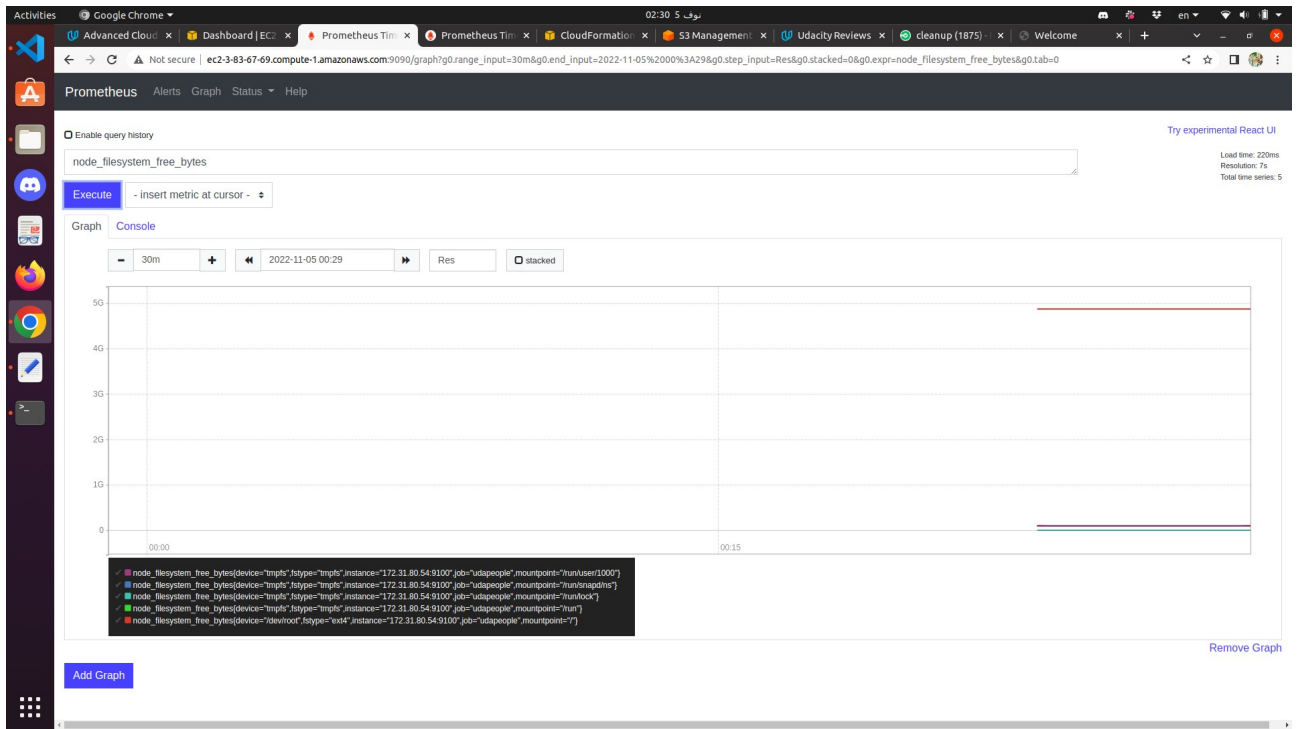 Activities Google Chrome 02:30 5 نوف en
Advanced Cloud Dashboard | EC2 Prometheus Tim Prometheus Tim CloudFormation S3 Management Udacity Reviews cleanup (1875) - Welcome
Not secure ec2-3-83-67-69.compute-1.amazonaws.com:9090/graph?g0.range_input=30m&g0.end_input=2022-11-05%2000%3A29&g0.step_input=Res&g0.stacked=0&g0.expr=node_filesystem_free_bytes&g0.tab=0
Prometheus Alerts Graph Status Help
Enable query history
Try experimental React UI
node_filesystem_free_bytes
Load time: 220ms
Resolution: 7s
Total time series: 5
Execute - insert metric at cursor -
Graph Console
- 30m + 2022-11-05 00:29 Res stacked
5G
4G
3G
2G
1G
0
00:00 00:15
node_filesystem_free_bytes{device="tmpfs",fstype="tmpfs",instance="172.31.80.54:9100",job="udapeople",mountpoint="/run/user/1000"}
node_filesystem_free_bytes{device="tmpfs",fstype="tmpfs",instance="172.31.80.54:9100",job="udapeople",mountpoint="/run/snapd/ns"}
node_filesystem_free_bytes{device="tmpfs",fstype="tmpfs",instance="172.31.80.54:9100",job="udapeople",mountpoint="/run/lock"}
node_filesystem_free_bytes{device="tmpfs",fstype="tmpfs",instance="172.31.80.54:9100",job="udapeople",mountpoint="/run"}
node_filesystem_free_bytes{device="/dev/root",fstype="ext4",instance="172.31.80.54:9100",job="udapeople",mountpoint="/"}
Remove Graph
Add Graph